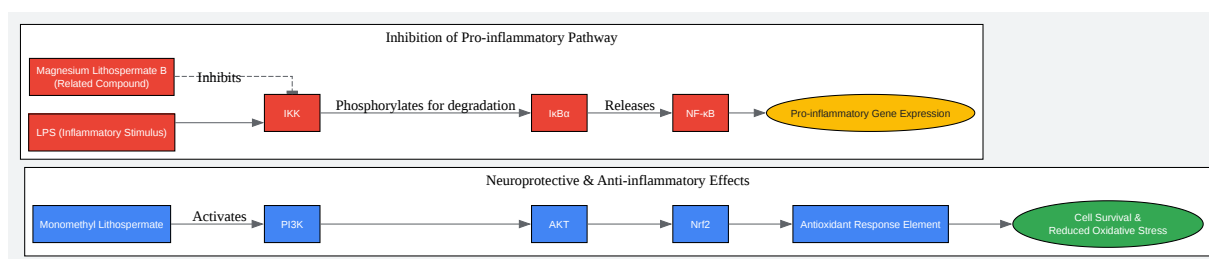 Inhibition of Pro-inflammatory Pathway
Magnesium Lithospermate B
(Related Compound)
Inhibits
LPS (Inflammatory Stimulus)
IKK
Phosphorylates for degradation
IκBα
Releases
NF-κB
Pro-inflammatory Gene Expression
Neuroprotective & Anti-inflammatory Effects
Monomethyl Lithospermate
Activates
PI3K
AKT
Nrf2
Antioxidant Response Element
Cell Survival &
Reduced Oxidative Stress